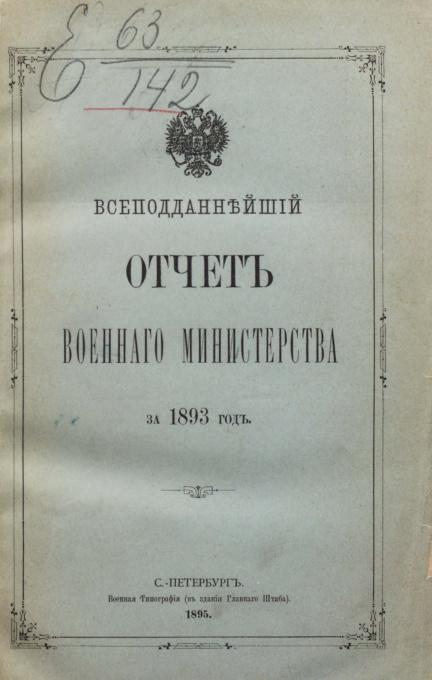 Е 63
142
ВСЕПОДДАННѢЙШІЙ
ОТЧЕТЪ
ВОЕННАГО МИНИСТЕРСТВА
ЗА 1893 ГОДЪ.
С.-ПЕТЕРБУРГЪ.
Военная Типографія (въ зданіи Главнаго Штаба).
1895.